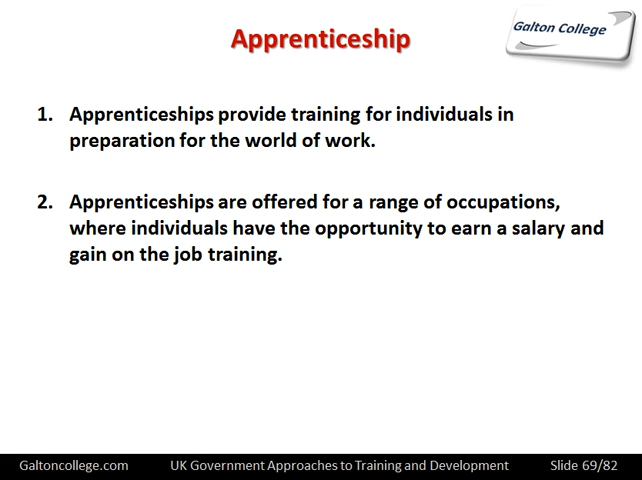 Apprenticeship
Galton College
1. Apprenticeships provide training for individuals in
preparation for the world of work.
2. Apprenticeships are offered for a range of occupations,
where individuals have the opportunity to earn a salary and
gain on the job training.
Galtoncollege.com UK Government Approaches to Training and Development Slide 69/82